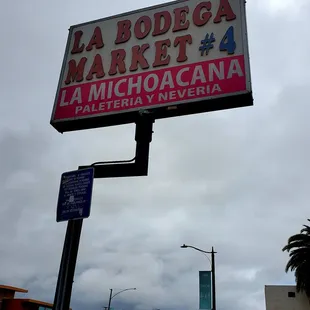 LA BODEGA
MARKET #4
LA MICHOACANA
PALETERIA Y NEVERIA